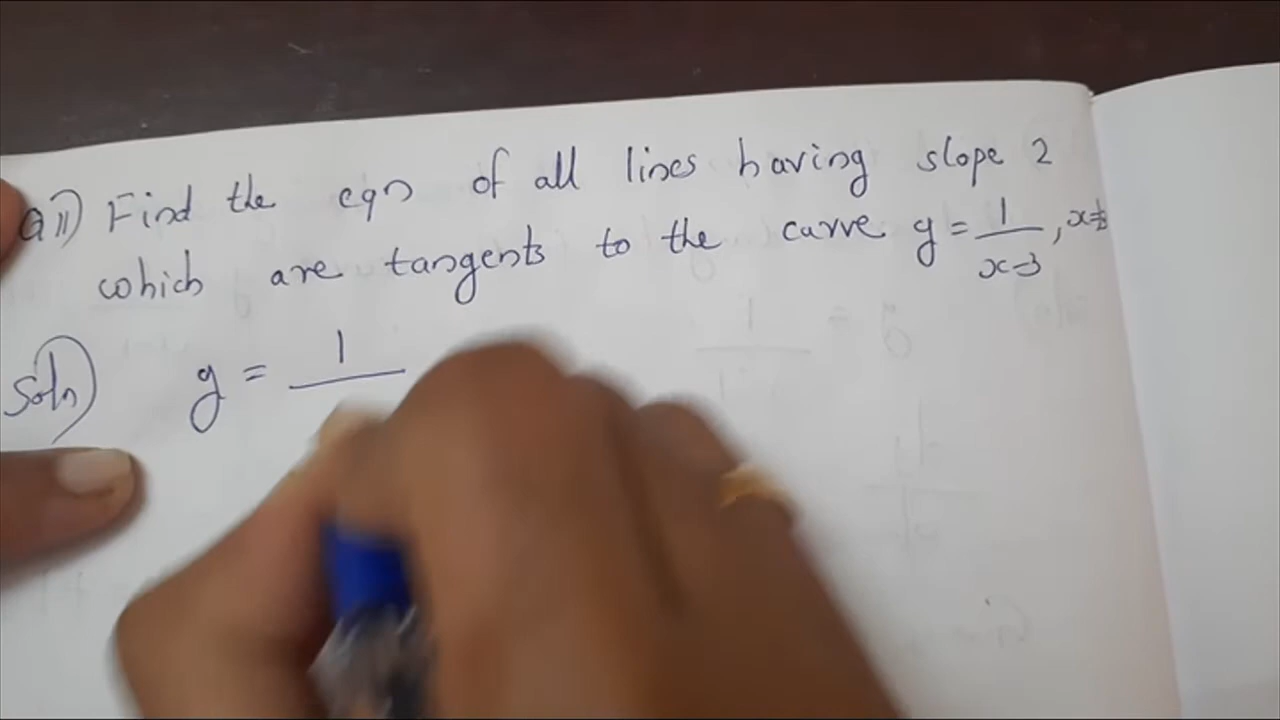 Q11) Find the eqn of all lines having slope 2
which are tangents to the curve y = 1/(x-3), x≠3
Soln) y = 1